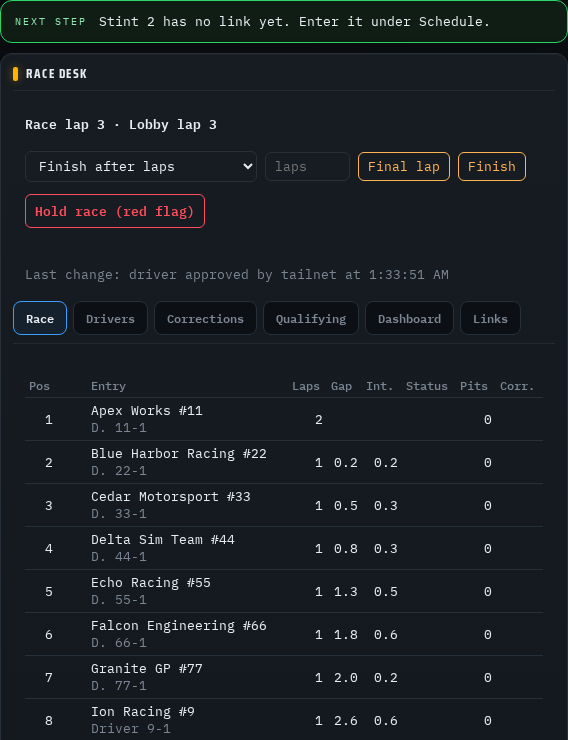 NEXT STEP Stint 2 has no link yet. Enter it under Schedule.
RACE DESK
Race lap 3 · Lobby lap 3
Finish after laps laps Final lap Finish
Hold race (red flag)
Last change: driver approved by tailnet at 1:33:51 AM
Race Drivers Corrections Qualifying Dashboard Links
Pos Entry Laps Gap Int. Status Pits Corr.
1 Apex Works #11 2 0
D. 11-1
2 Blue Harbor Racing #22 1 0.2 0.2 0
D. 22-1
3 Cedar Motorsport #33 1 0.5 0.3 0
D. 33-1
4 Delta Sim Team #44 1 0.8 0.3 0
D. 44-1
5 Echo Racing #55 1 1.3 0.5 0
D. 55-1
6 Falcon Engineering #66 1 1.8 0.6 0
D. 66-1
7 Granite GP #77 1 2.0 0.2 0
D. 77-1
8 Ion Racing #9 1 2.6 0.6 0
Driver 9-1